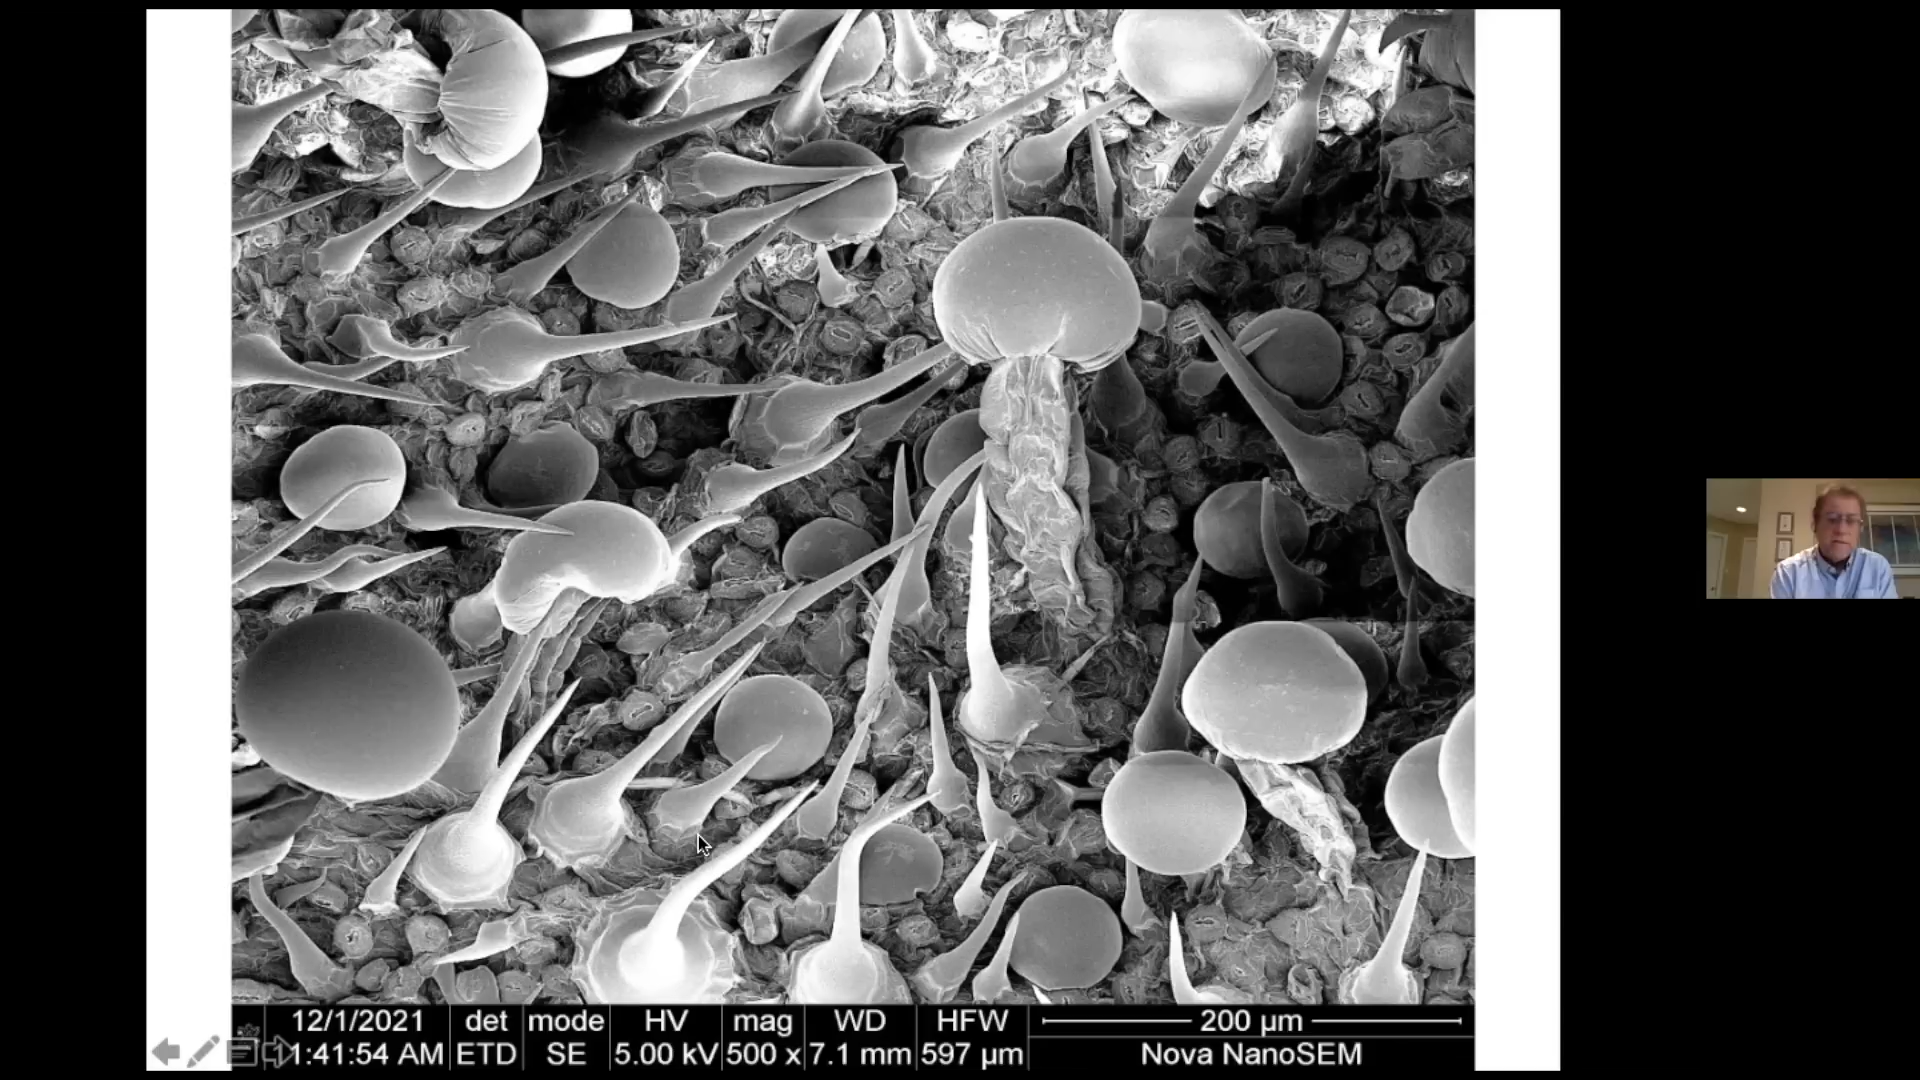 12/1/2021 det mode HV mag WD HFW 200 µm
1:41:54 AM ETD SE 5.00 kV 500 x 7.1 mm 597 µm Nova NanoSEM